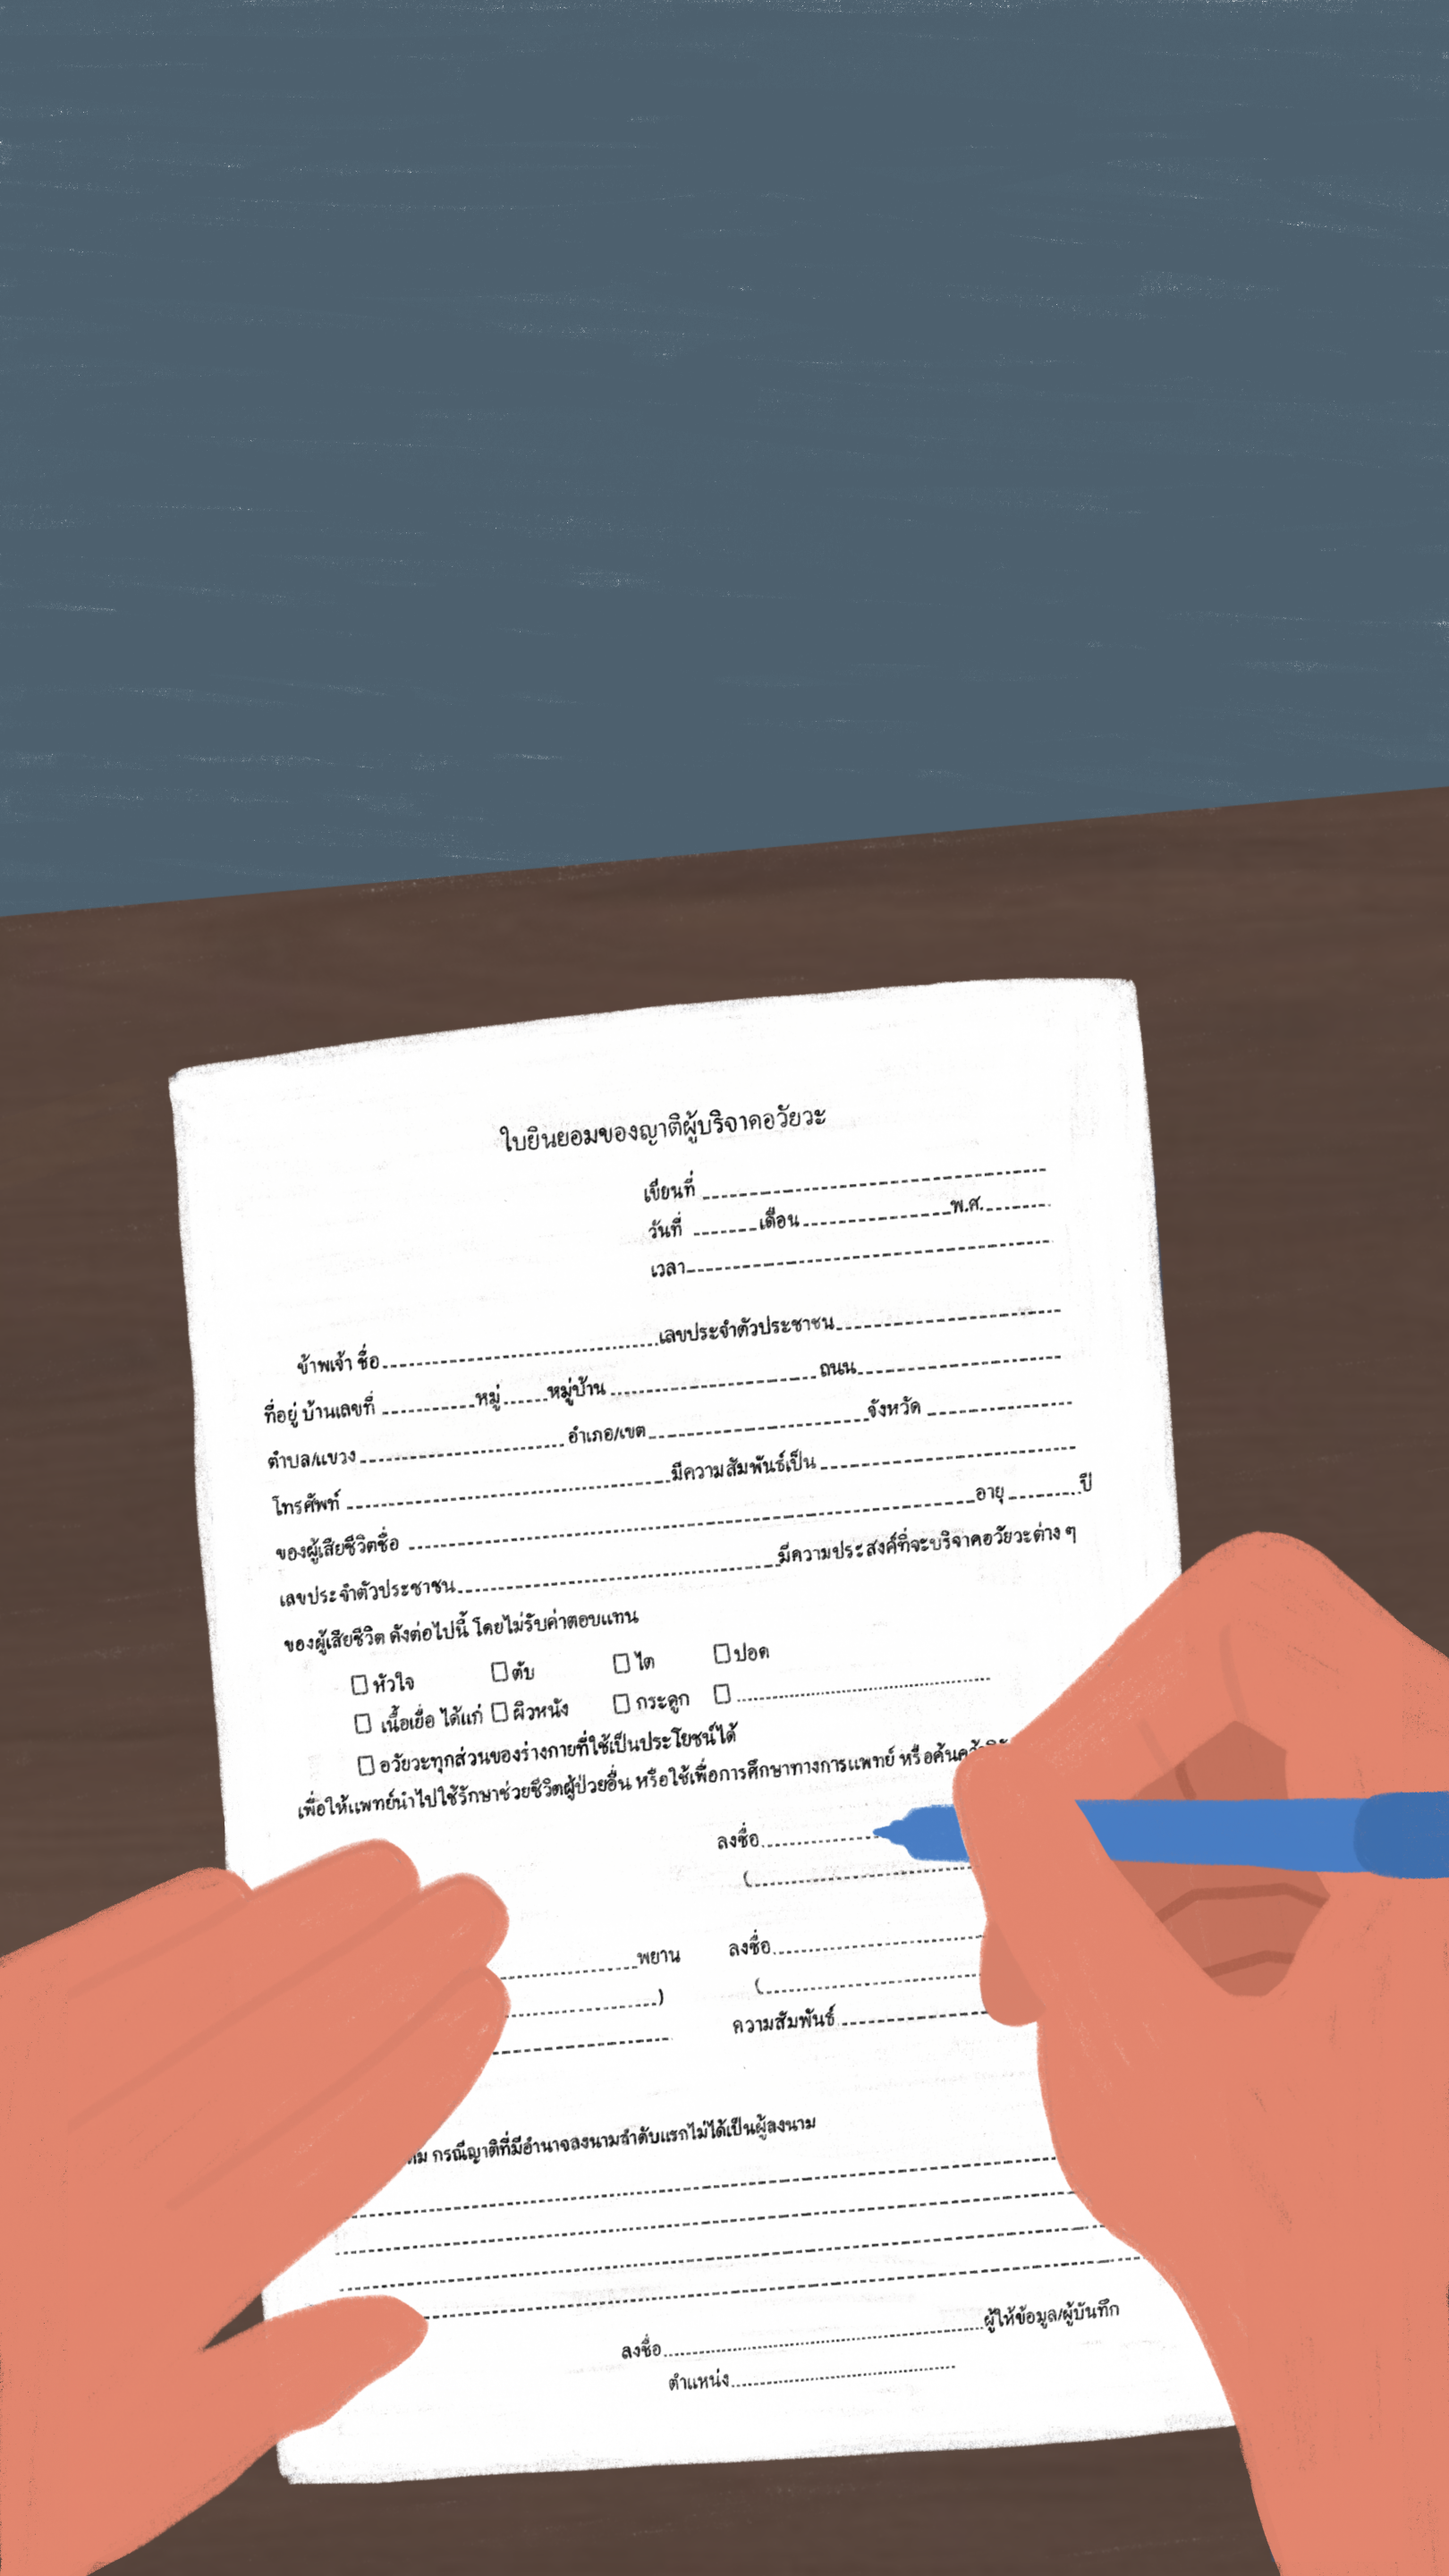 ใบยินยอมของญาติผู้บริจาคอวัยวะ
เขียนที่
วันที่ เดือน พ.ศ.
เวลา
ข้าพเจ้า ชื่อ เลขประจำตัวประชาชน
ที่อยู่ บ้านเลขที่ หมู่ หมู่บ้าน ถนน
ตำบล/แขวง อำเภอ/เขต จังหวัด
โทรศัพท์ มีความสัมพันธ์เป็น
ของผู้เสียชีวิตชื่อ อายุ ปี
เลขประจำตัวประชาชน มีความประสงค์ที่จะบริจาคอวัยวะต่าง ๆ
ของผู้เสียชีวิต ดังต่อไปนี้ โดยไม่รับค่าตอบแทน
หัวใจ ตับ ไต ปอด
เนื้อเยื่อ ได้แก่ ผิวหนัง กระดูก
อวัยวะทุกส่วนของร่างกายที่ใช้เป็นประโยชน์ได้
เพื่อให้แพทย์นำไปใช้รักษาช่วยชีวิตผู้ป่วยอื่น หรือใช้เพื่อการศึกษาทางการแพทย์ หรือค้นคว้า
ลงชื่อ
(
พยาน ลงชื่อ
) (
ความสัมพันธ์
กรณีญาติที่มีอำนาจลงนามลำดับแรกไม่ได้เป็นผู้ลงนาม
ลงชื่อ ผู้ให้ข้อมูล/ผู้บันทึก
ตำแหน่ง